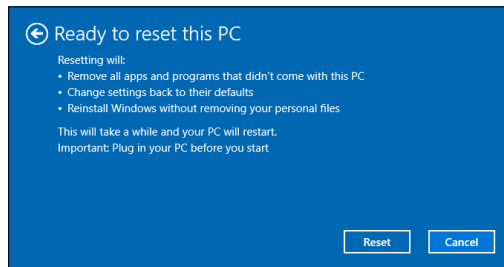 Ready to reset this PC
Resetting will:
• Remove all apps and programs that didn't come with this PC
• Change settings back to their defaults
• Reinstall Windows without removing your personal files
This will take a while and your PC will restart.
Important: Plug in your PC before you start
Reset Cancel